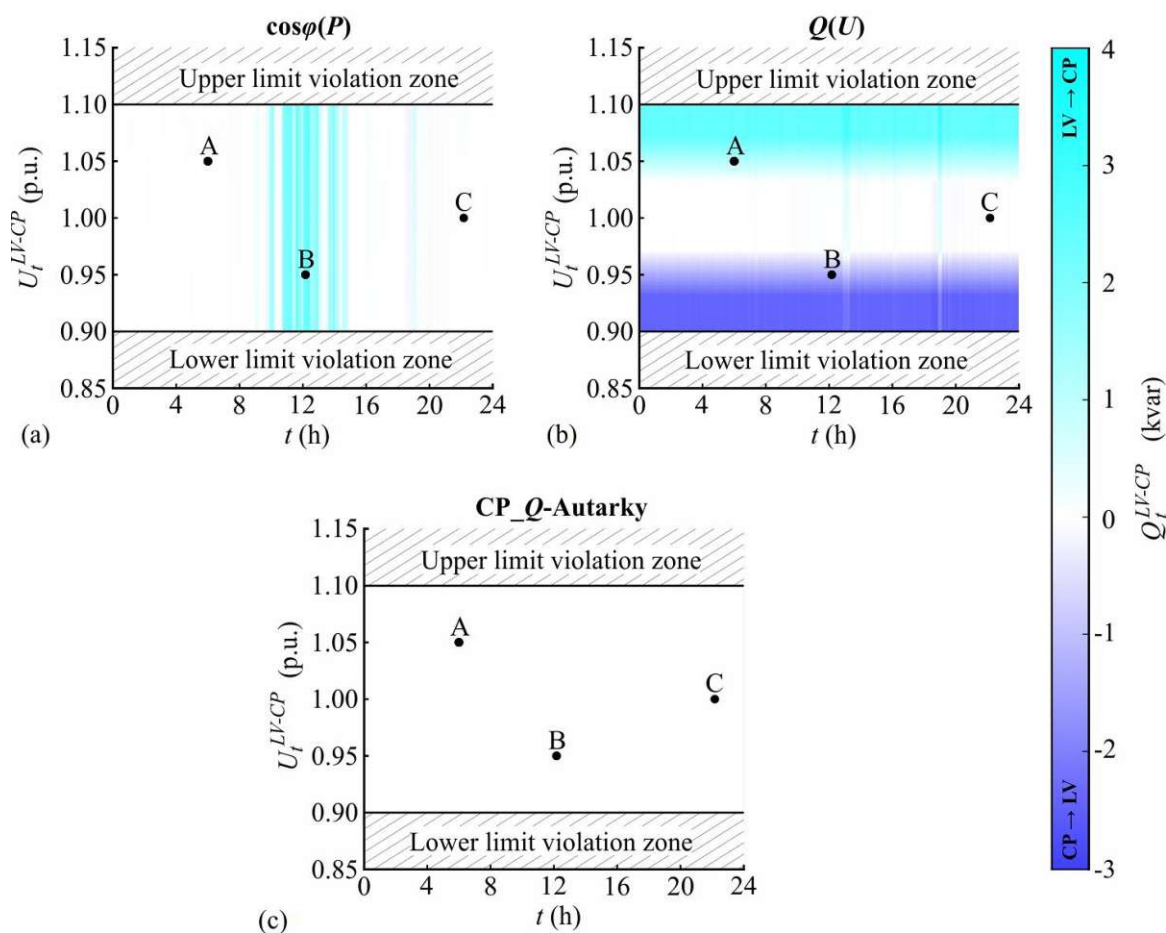 cosφ(P)
1.15
Upper limit violation zone
1.10
A
1.05
C
1.00
B
0.95
0.90
Lower limit violation zone
0.85
0 4 8 12 16 20 24
U_t^{LV-CP} (p.u.)
t (h)
(a)
Q(U)
1.15
Upper limit violation zone
1.10
A
1.05
C
1.00
B
0.95
0.90
Lower limit violation zone
0.85
0 4 8 12 16 20 24
U_t^{LV-CP} (p.u.)
t (h)
(b)
CP_Q-Autarky
1.15
Upper limit violation zone
1.10
A
1.05
C
1.00
B
0.95
0.90
Lower limit violation zone
0.85
0 4 8 12 16 20 24
U_t^{LV-CP} (p.u.)
t (h)
(c)
LV → CP
4
3
2
1
0
-1
-2
-3
CP → LV
Q_t^{LV-CP} (kvar)